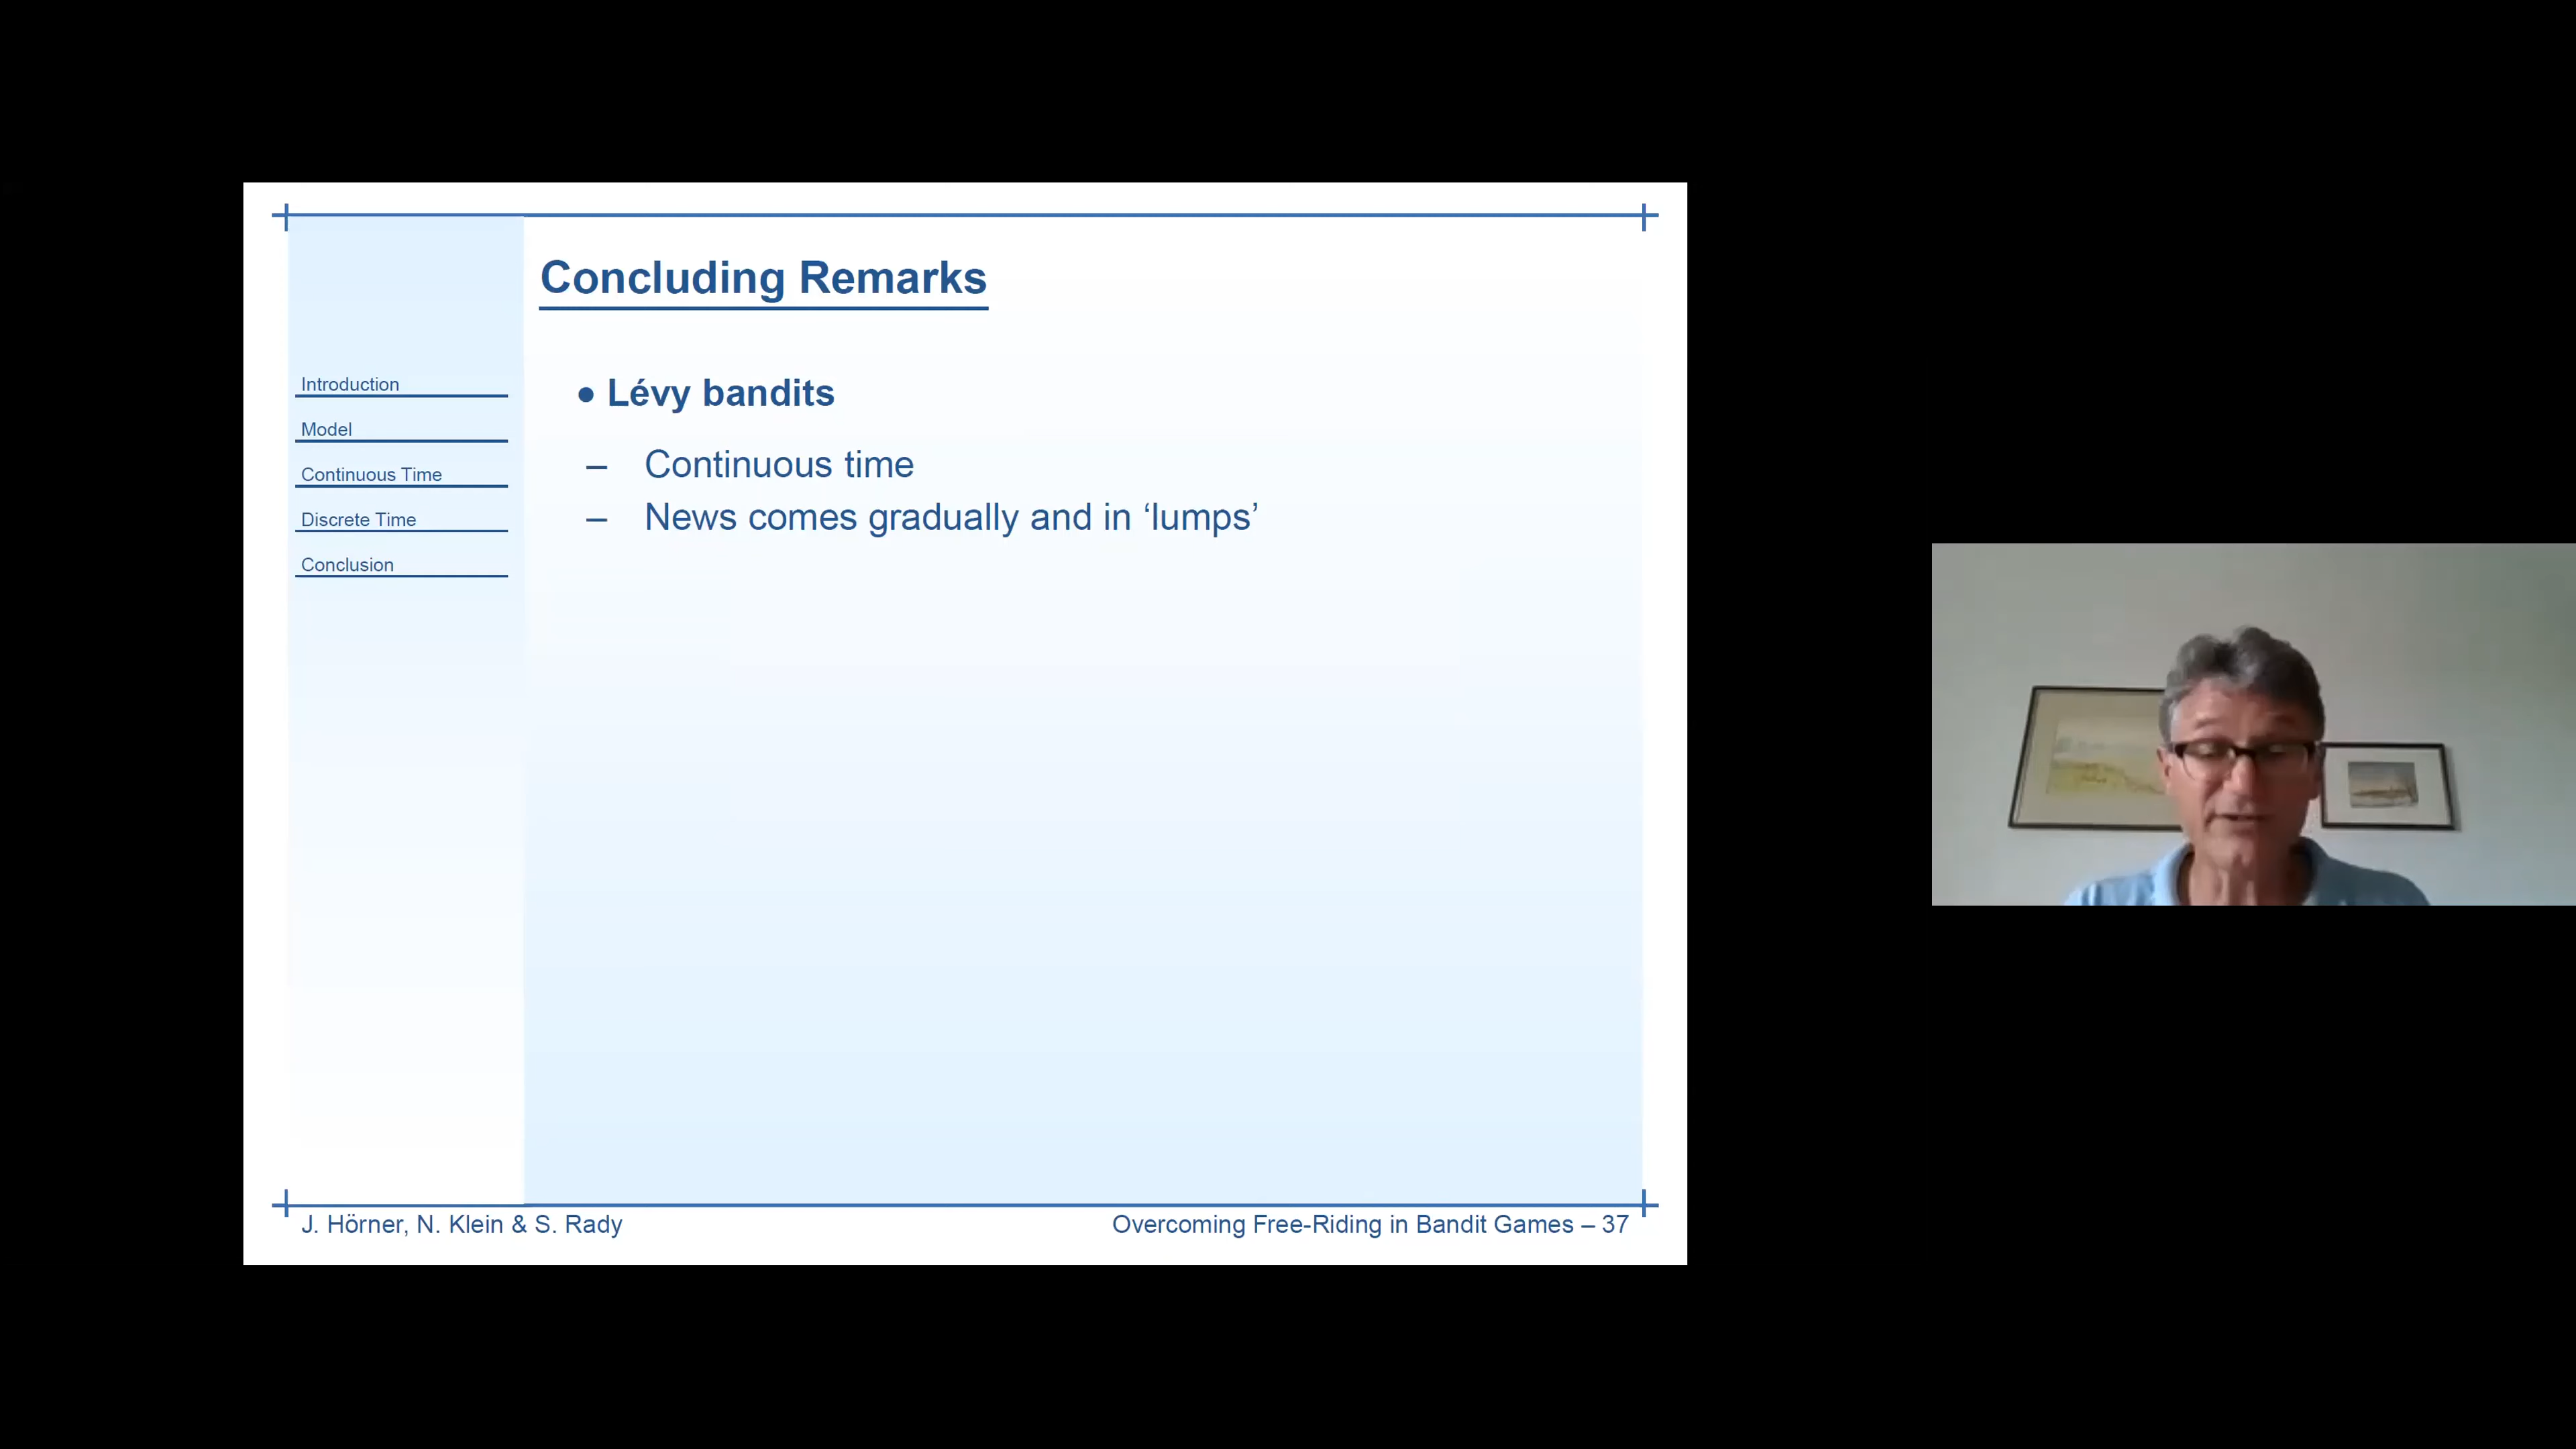 Concluding Remarks
Introduction
Model
Continuous Time
Discrete Time
Conclusion
● Lévy bandits
– Continuous time
– News comes gradually and in ‘lumps’
J. Hörner, N. Klein & S. Rady
Overcoming Free-Riding in Bandit Games – 37